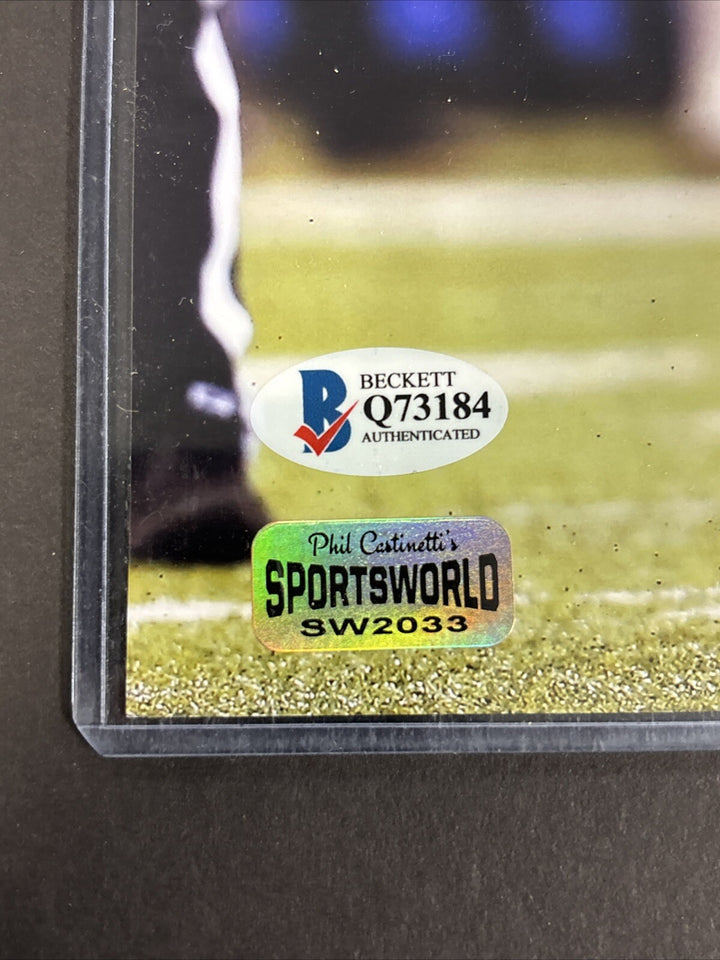 B
BECKETT
Q73184
AUTHENTICATED
Phil Castinetti's
SPORTSWORLD
SW2033